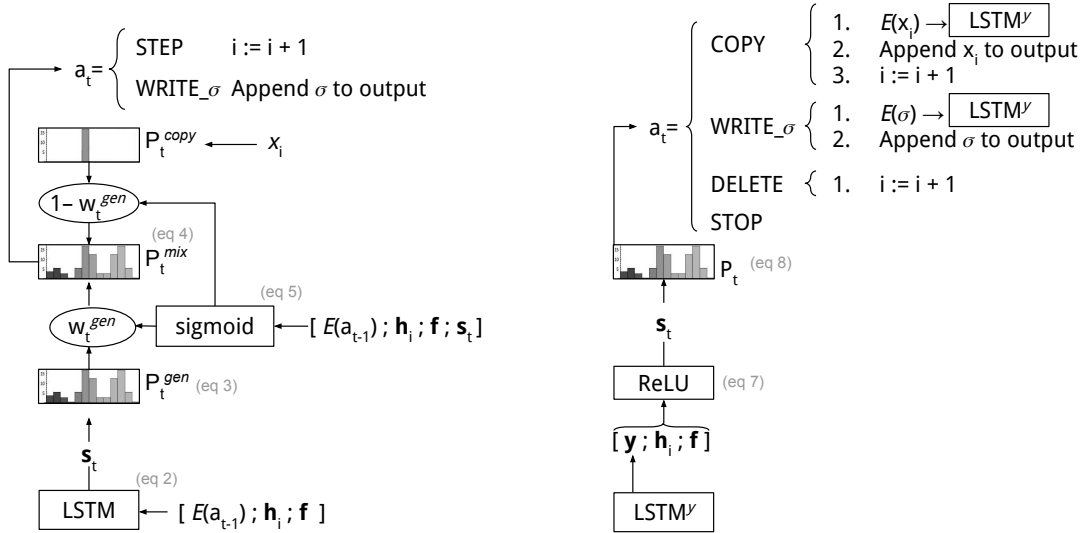 a_t= STEP i := i + 1
WRITE_σ Append σ to output
P_t^copy x_i
1– w_t^gen
(eq 4)
P_t^mix
(eq 5)
w_t^gen sigmoid [ E(a_t-1) ; h_i ; f ; s_t ]
P_t^gen (eq 3)
s_t
(eq 2)
LSTM [ E(a_t-1) ; h_i ; f ]
a_t=
COPY
1. E(x_i) → LSTM^y
2. Append x_i to output
3. i := i + 1
WRITE_σ
1. E(σ) → LSTM^y
2. Append σ to output
DELETE 1. i := i + 1
STOP
P_t (eq 8)
s_t
ReLU (eq 7)
[ y ; h_i ; f ]
LSTM^y